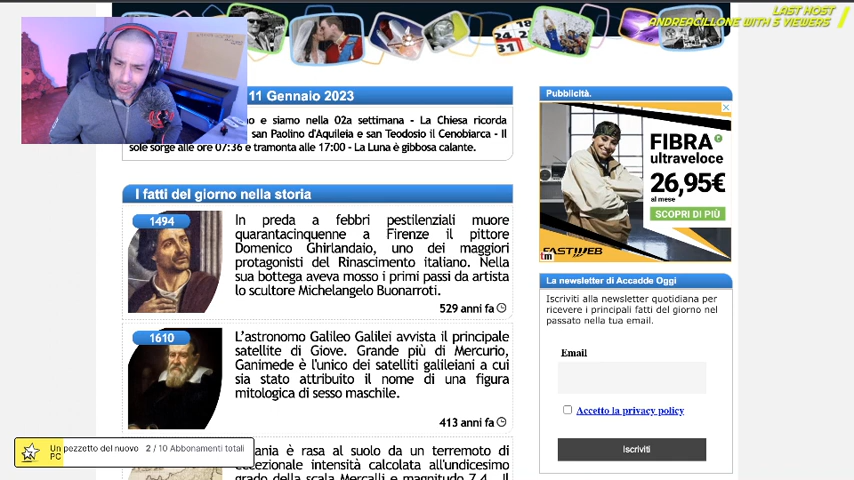 LAST HOST
ANDREACILLONE WITH 5 VIEWERS
11 Gennaio 2023
no e siamo nella 02a settimana - La Chiesa ricorda
san Paolino d'Aquileia e san Teodosio il Cenobiarca - Il
sole sorge alle ore 07:36 e tramonta alle 17:00 - La Luna è gibbosa calante.
I fatti del giorno nella storia
1494
In preda a febbri pestilenziali muore
quarantacinquenne a Firenze il pittore
Domenico Ghirlandaio, uno dei maggiori
protagonisti del Rinascimento italiano. Nella
sua bottega aveva mosso i primi passi da artista
lo scultore Michelangelo Buonarroti.
529 anni fa
1610
L'astronomo Galileo Galilei avvista il principale
satellite di Giove. Grande più di Mercurio,
Ganimede è l'unico dei satelliti galileiani a cui
sia stato attribuito il nome di una figura
mitologica di sesso maschile.
413 anni fa
ania è rasa al suolo da un terremoto di
eccezionale intensità calcolata all'undicesimo
grado della scala Mercalli e magnitudo 7,4. Il
Un pezzetto del nuovo PC
2 / 10 Abbonamenti totali
31
Pubblicità.
FIBRA
ultraveloce
26,95€
al mese
SCOPRI DI PIÙ
FASTWEB
tm
La newsletter di Accadde Oggi
Iscriviti alla newsletter quotidiana per
ricevere i principali fatti del giorno nel
passato nella tua email.
Email
Accetto la privacy policy
Iscriviti